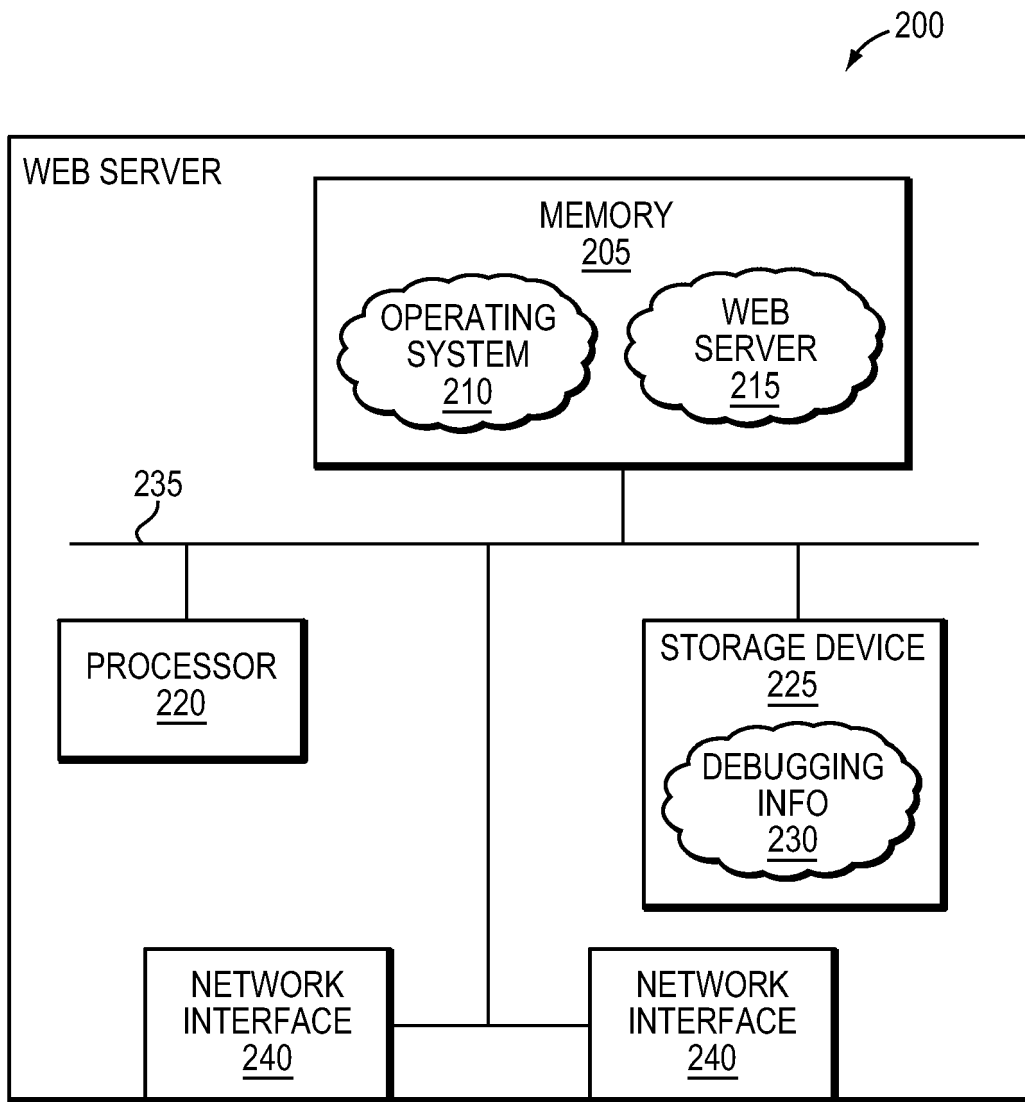 200
WEB SERVER
MEMORY
205
OPERATING
SYSTEM
210
WEB
SERVER
215
235
PROCESSOR
220
STORAGE DEVICE
225
DEBUGGING
INFO
230
NETWORK
INTERFACE
240
NETWORK
INTERFACE
240